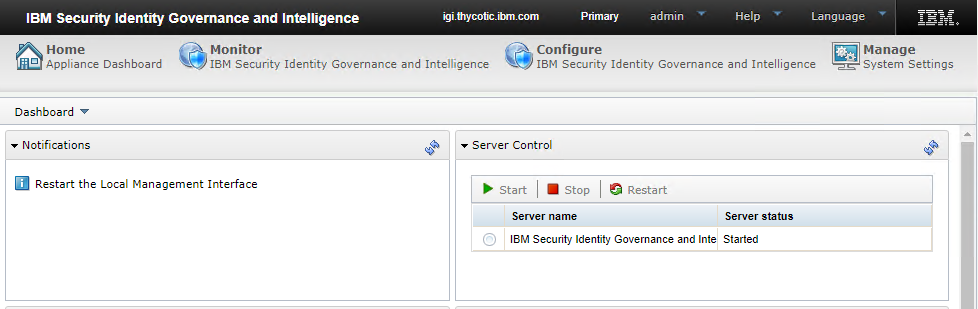 IBM Security Identity Governance and Intelligence
igi.thycotic.ibm.com Primary admin Help Language IBM.
Home Monitor Configure Manage
Appliance Dashboard IBM Security Identity Governance and Intelligence IBM Security Identity Governance and Intelligence System Settings
Dashboard
Notifications
Restart the Local Management Interface
Server Control
Start Stop Restart
Server name Server status
IBM Security Identity Governance and Inte Started